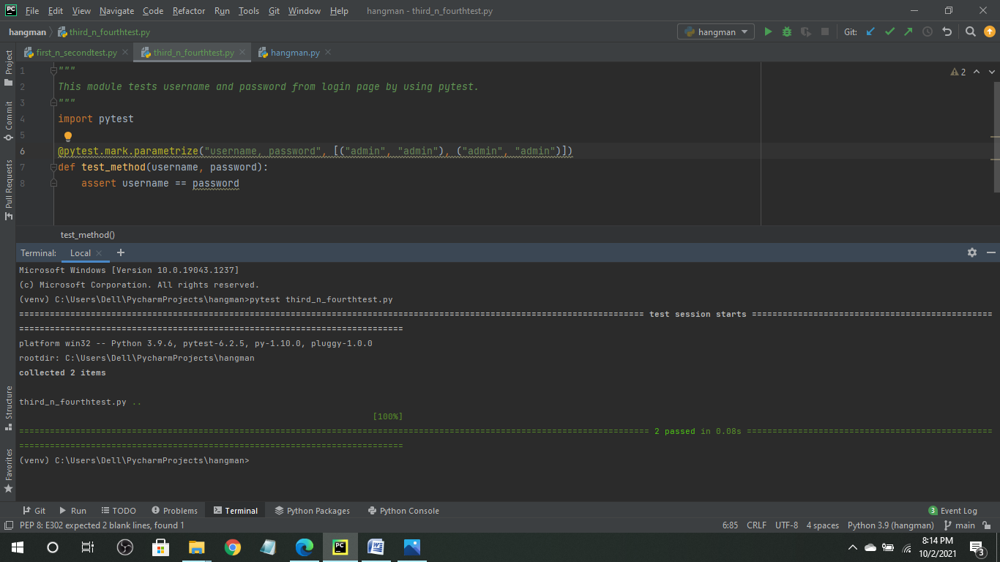 PC File Edit View Navigate Code Refactor Run Tools Git Window Help hangman - third_n_fourthtest.py
hangman third_n_fourthtest.py hangman Git:
first_n_secondtest.py third_n_fourthtest.py hangman.py
Project
Commit
Pull Requests
Structure
Favorites
1 """ 2
2 This module tests username and password from login page by using pytest.
3 """
4 import pytest
5
6 @pytest.mark.parametrize("username, password", [("admin", "admin"), ("admin", "admin")])
7 def test_method(username, password):
8 assert username == password
test_method()
Terminal: Local +
Microsoft Windows [Version 10.0.19043.1237]
(c) Microsoft Corporation. All rights reserved.
(venv) C:\Users\Dell\PycharmProjects\hangman>pytest third_n_fourthtest.py
========================================================================================================================== test session starts ===============================================
===========================================================================
platform win32 -- Python 3.9.6, pytest-6.2.5, py-1.10.0, pluggy-1.0.0
rootdir: C:\Users\Dell\PycharmProjects\hangman
collected 2 items
third_n_fourthtest.py ..
[100%]
=========================================================================================================================== 2 passed in 0.08s ================================================
===========================================================================
(venv) C:\Users\Dell\PycharmProjects\hangman>
Git Run TODO Problems Terminal Python Packages Python Console 3 Event Log
PEP 8: E302 expected 2 blank lines, found 1 6:85 CRLF UTF-8 4 spaces Python 3.9 (hangman) main
PC W 8:14 PM
10/2/2021 3